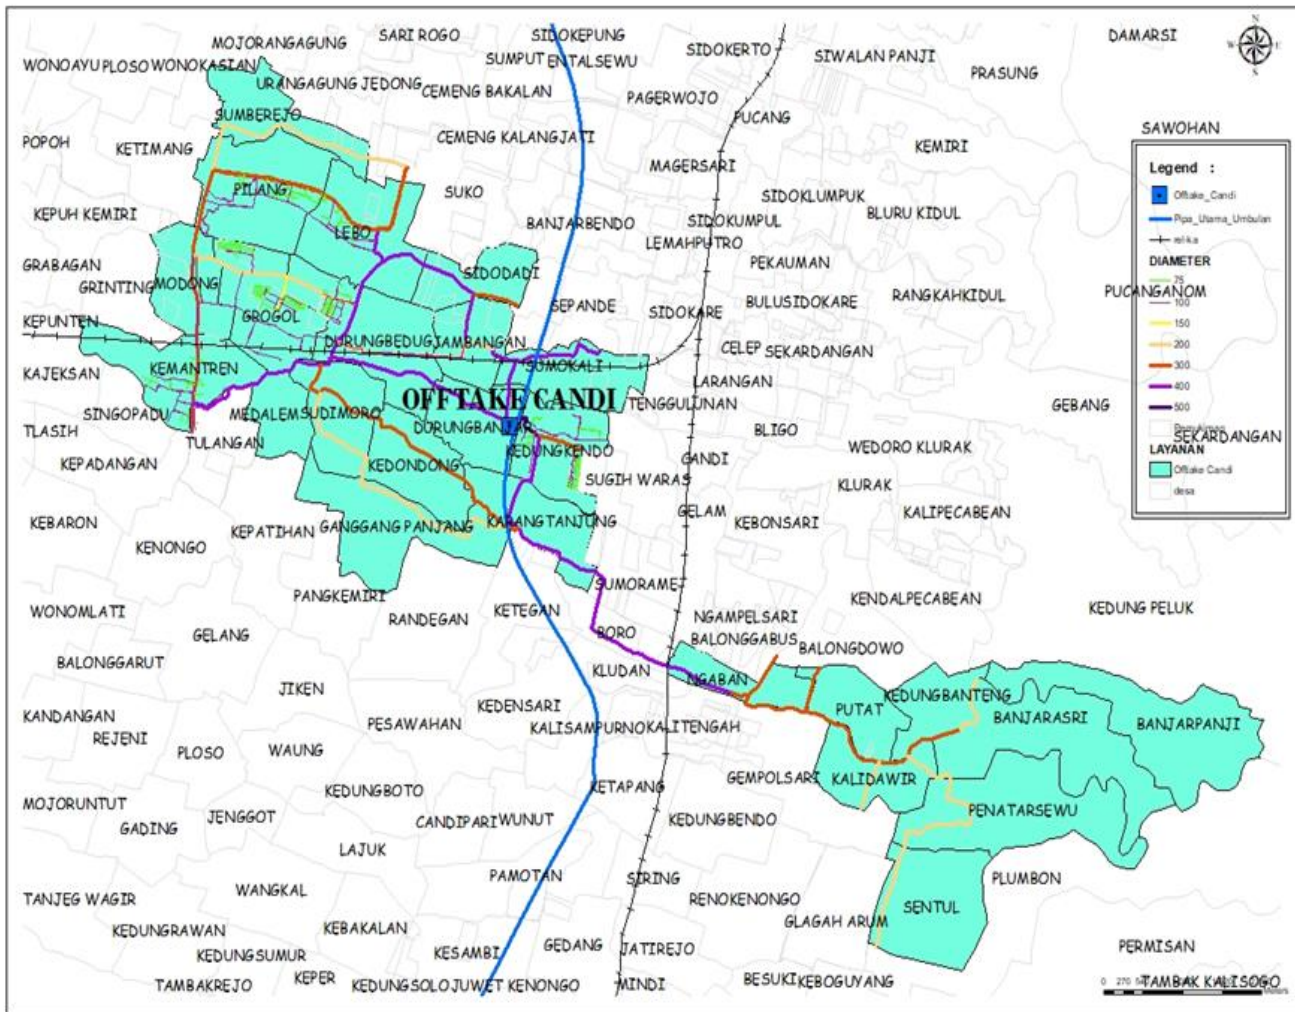 N
W E
S
MOJORANGAGUNG
SARI ROGO
SIDOKEPUNG
DAMARSI
WONOAYU
PLOSO
WONOKASIAN
SUMPUT
ENTALSEWU
SIDOKERTO
SIWALAN PANJI
PRASUNG
URANGAGUNG
JEDONG
CEMENG BAKALAN
PAGERWOJO
SUMBEREJO
PUCANG
SAWOHAN
POPOH
KETIMANG
CEMENG KALANG
JATI
MAGERSARI
KEMIRI
PILANG
SUKO
SIDOKLUMPUK
KEPUH KEMIRI
LEBO
BANJARBENDO
SIDOKUMPUL
BLURU KIDUL
LEMAHPUTRO
GRABAGAN
SIDODADI
PEKAUMAN
GRINTING
MODONG
SEPANDE
BULUSIDOKARE
RANGKAHKIDUL
PUCANGANOM
KEPUNTEN
GROGOL
SIDOKARE
DURUNGBEDUG
JAMBANGAN
CELEP
SEKARDANGAN
KAJEKSAN
KEMANTREN
SUMOKALI
LARANGAN
OFFTAKE CANDI
TENGGULUNAN
GEBANG
SINGOPADU
MEDALEM
SUDIMORO
DURUNGBANJAR
BLIGO
TLASIH
TULANGAN
KEDUNGKENDO
WEDORO KLURAK
SEKARDANGAN
KEPADANGAN
KEDONDONG
CANDI
SUGIH WARAS
KLURAK
KEBARON
KEPATIHAN
GANGGANG PANJANG
KARANGTANJUNG
GELAM
KEBONSARI
KALIPECABEAN
KENONGO
PANGKEMIRI
SUMORAME
KENDALPECABEAN
KEDUNG PELUK
WONOMLATI
RANDEGAN
KETEGAN
NGAMPELSARI
GELANG
BORO
BALONGGABUS
BALONGDOWO
BALONGGARUT
KLUDAN
NGABAN
JIKEN
KEDUNGBANTENG
KANDANGAN
KEDENSARI
PUTAT
BANJARASRI
BANJARPANJI
REJENI
PLOSO
WAUNG
PESAWAHAN
KALISAMPURNO
KALITENGAH
GEMPOLSARI
KALIDAWIR
KEDUNGBOTO
KETAPANG
MOJORUNTUT
GADING
JENGGOT
CANDIPARI
WUNUT
KEDUNGBENDO
PENATARSEWU
LAJUK
PAMOTAN
SIRING
PLUMBON
WANGKAL
TANJEG WAGIR
RENOKENONGO
SENTUL
GLAGAH ARUM
KEDUNGRAWAN
KEBAKALAN
GEDANG
JATIREJO
PERMISAN
KEDUNGSUMUR
KESAMBI
TAMBAKREJO
KEPER
KEDUNGSOLO
JUWET KENONGO
MINDI
BESUKI
KEBOGUYANG
TAMBAK KALISOGO
Legend :
Offtake_Candi
Pipa_Utama_Umbulan
DIAMETER
75
100
150
200
300
400
500
LAYANAN
Offtake Candi
desa
0 270